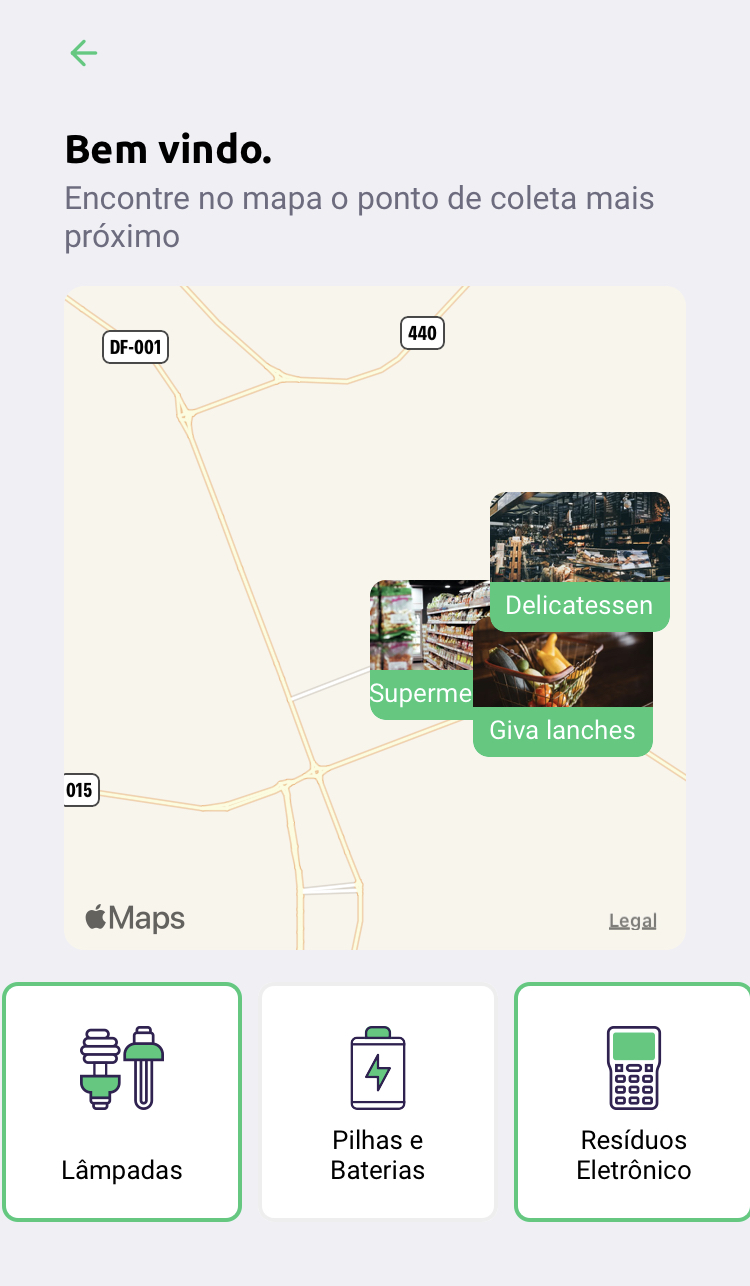 Bem vindo.
Encontre no mapa o ponto de coleta mais
próximo
DF-001
440
Delicatessen
Superme
Giva lanches
015
Maps
Legal
Lâmpadas
Pilhas e
Baterias
Resíduos
Eletrônico